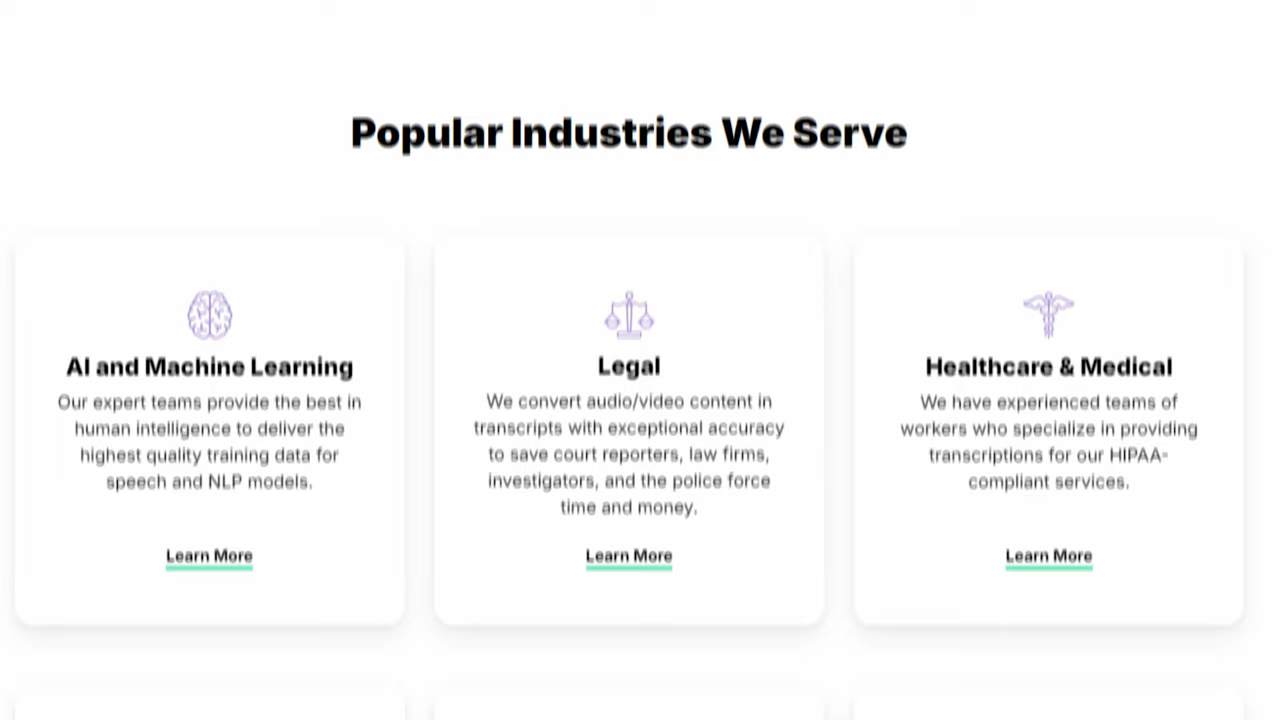 Popular Industries We Serve
AI and Machine Learning
Our expert teams provide the best in
human intelligence to deliver the
highest quality training data for
speech and NLP models.
Learn More
Legal
We convert audio/video content in
transcripts with exceptional accuracy
to save court reporters, law firms,
investigators, and the police force
time and money.
Learn More
Healthcare & Medical
We have experienced teams of
workers who specialize in providing
transcriptions for our HIPAA-
compliant services.
Learn More